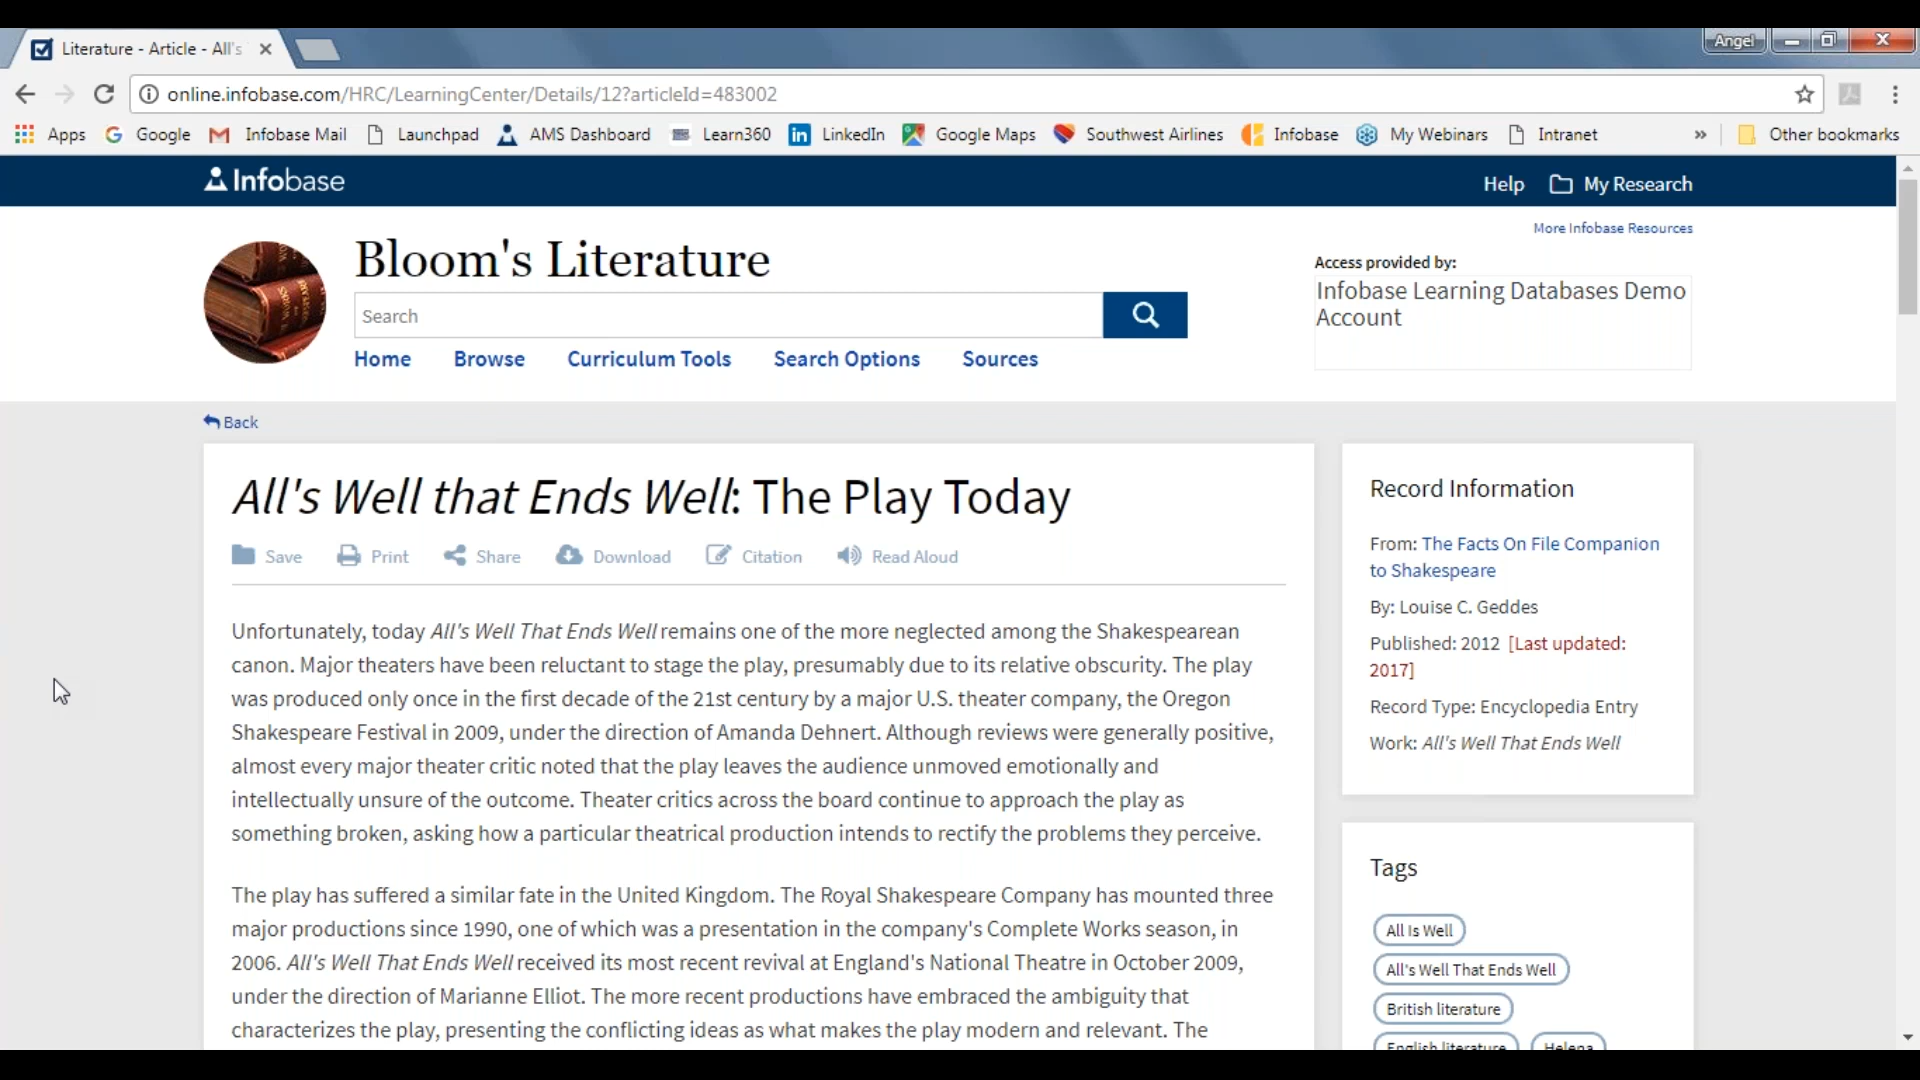 Literature - Article - All's
Angel
online.infobase.com/HRC/LearningCenter/Details/12?articleId=483002
Apps Google Infobase Mail Launchpad AMS Dashboard Learn360 LinkedIn Google Maps Southwest Airlines Infobase My Webinars Intranet » Other bookmarks
Infobase
Help My Research
More Infobase Resources
Bloom's Literature
Search
Home Browse Curriculum Tools Search Options Sources
Access provided by:
Infobase Learning Databases Demo
Account
Back
All's Well that Ends Well: The Play Today
Save Print Share Download Citation Read Aloud
Unfortunately, today All's Well That Ends Well remains one of the more neglected among the Shakespearean
canon. Major theaters have been reluctant to stage the play, presumably due to its relative obscurity. The play
was produced only once in the first decade of the 21st century by a major U.S. theater company, the Oregon
Shakespeare Festival in 2009, under the direction of Amanda Dehnert. Although reviews were generally positive,
almost every major theater critic noted that the play leaves the audience unmoved emotionally and
intellectually unsure of the outcome. Theater critics across the board continue to approach the play as
something broken, asking how a particular theatrical production intends to rectify the problems they perceive.
The play has suffered a similar fate in the United Kingdom. The Royal Shakespeare Company has mounted three
major productions since 1990, one of which was a presentation in the company's Complete Works season, in
2006. All's Well That Ends Well received its most recent revival at England's National Theatre in October 2009,
under the direction of Marianne Elliot. The more recent productions have embraced the ambiguity that
characterizes the play, presenting the conflicting ideas as what makes the play modern and relevant. The
Record Information
From: The Facts On File Companion
to Shakespeare
By: Louise C. Geddes
Published: 2012 [Last updated:
2017]
Record Type: Encyclopedia Entry
Work: All's Well That Ends Well
Tags
All Is Well
All's Well That Ends Well
British literature
English literature Helena